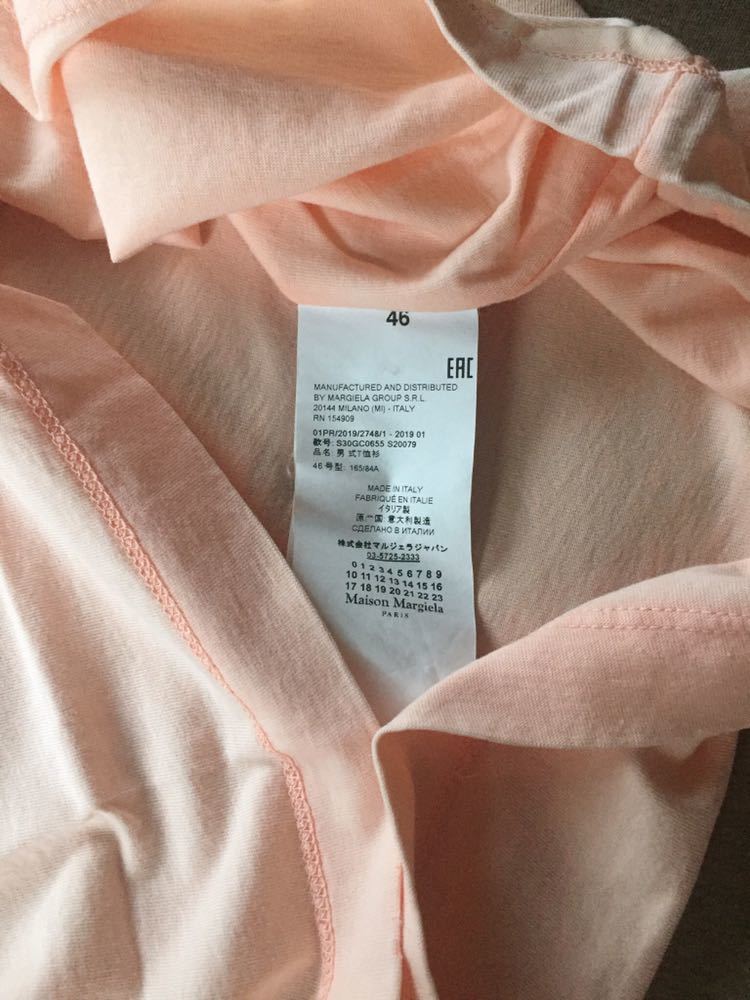 46
EAC
MANUFACTURED AND DISTRIBUTED
BY MARGIELA GROUP S.R.L.
20144 MILANO (MI) - ITALY
RN 154909
01PR/2019/2748/1 - 2019 01
款号: S30GC0655 S20079
品名: 男 式T恤衫
46 号型: 165/84A
MADE IN ITALY
FABRIQUÉ EN ITALIE
イタリア製
原产国: 意大利製造
СДЕЛАНО В ИТАЛИИ
株式会社マルジェラジャパン
03-5725-2333
0 1 2 3 4 5 6 7 8 9
10 11 12 13 14 15 16
17 18 19 20 21 22 23
Maison Margiela
PARIS